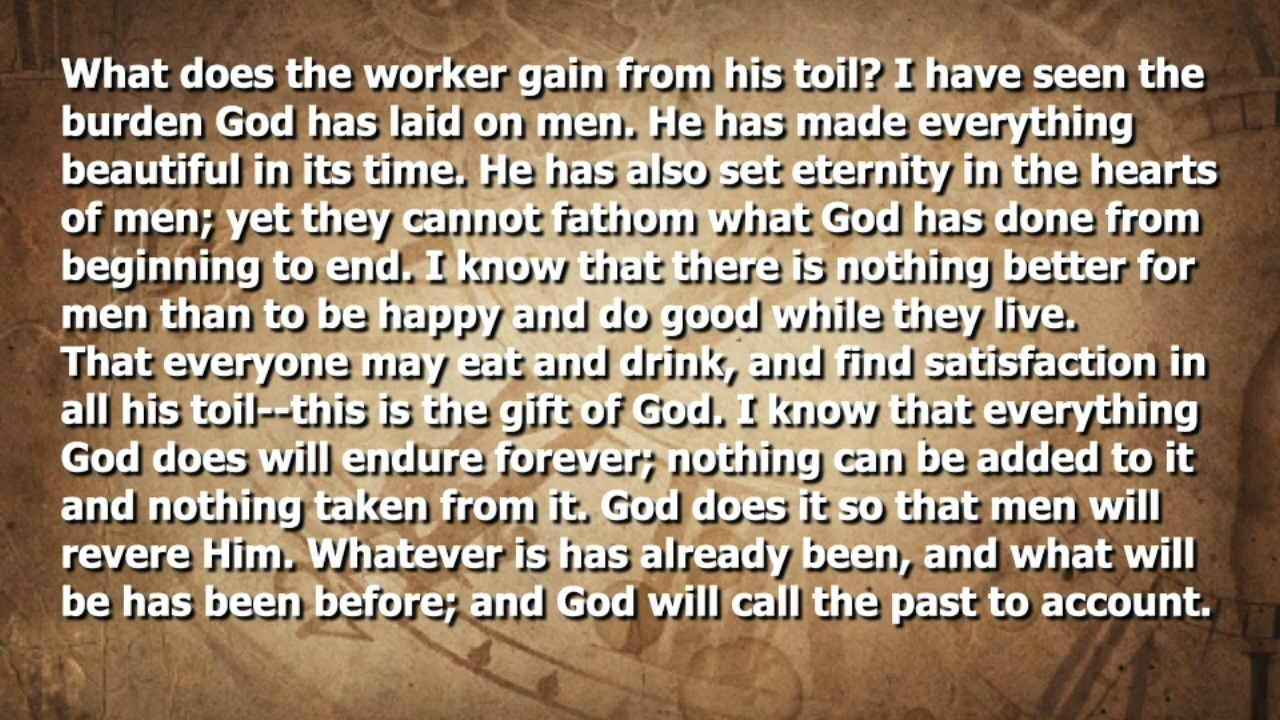 What does the worker gain from his toil? I have seen the
burden God has laid on men. He has made everything
beautiful in its time. He has also set eternity in the hearts
of men; yet they cannot fathom what God has done from
beginning to end. I know that there is nothing better for
men than to be happy and do good while they live.
That everyone may eat and drink, and find satisfaction in
all his toil--this is the gift of God. I know that everything
God does will endure forever; nothing can be added to it
and nothing taken from it. God does it so that men will
revere Him. Whatever is has already been, and what will
be has been before; and God will call the past to account.